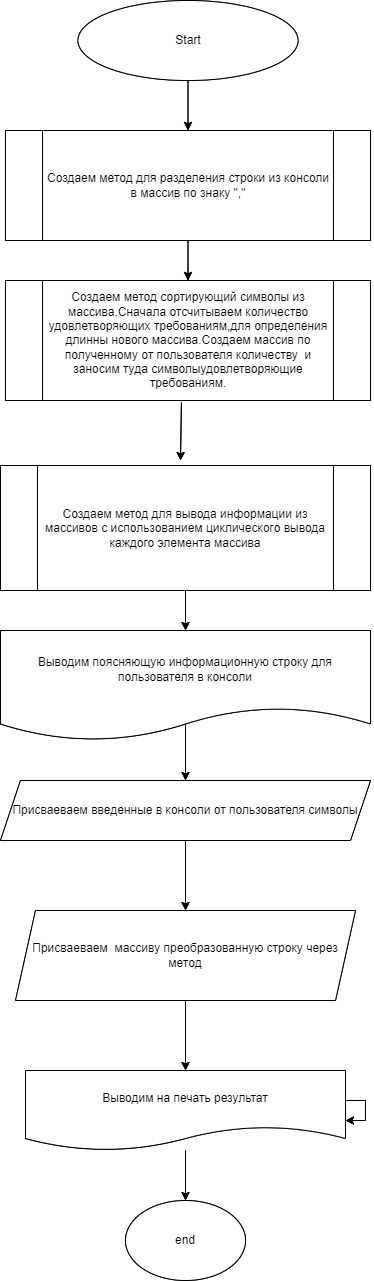 Start
Создаем метод для разделения строки из консоли
в массив по знаку ","
Создаем метод сортирующий символы из
массива.Сначала отсчитываем количество
удовлетворяющих требованиям,для определения
длинны нового массива.Создаем массив по
полученному от пользователя количеству и
заносим туда символыудовлетворяющие
требованиям.
Создаем метод для вывода информации из
массивов с использованием циклического вывода
каждого элемента массива
Выводим поясняющую информационную строку для
пользователя в консоли
Присваеваем введенные в консоли от пользователя символы
Присваеваем массиву преобразованную строку через
метод
Выводим на печать результат
end